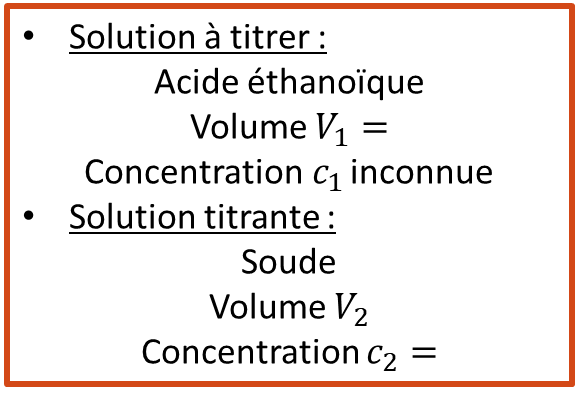 • Solution à titrer :
Acide éthanoïque
Volume V₁ =
Concentration c₁ inconnue
• Solution titrante :
Soude
Volume V₂
Concentration c₂ =